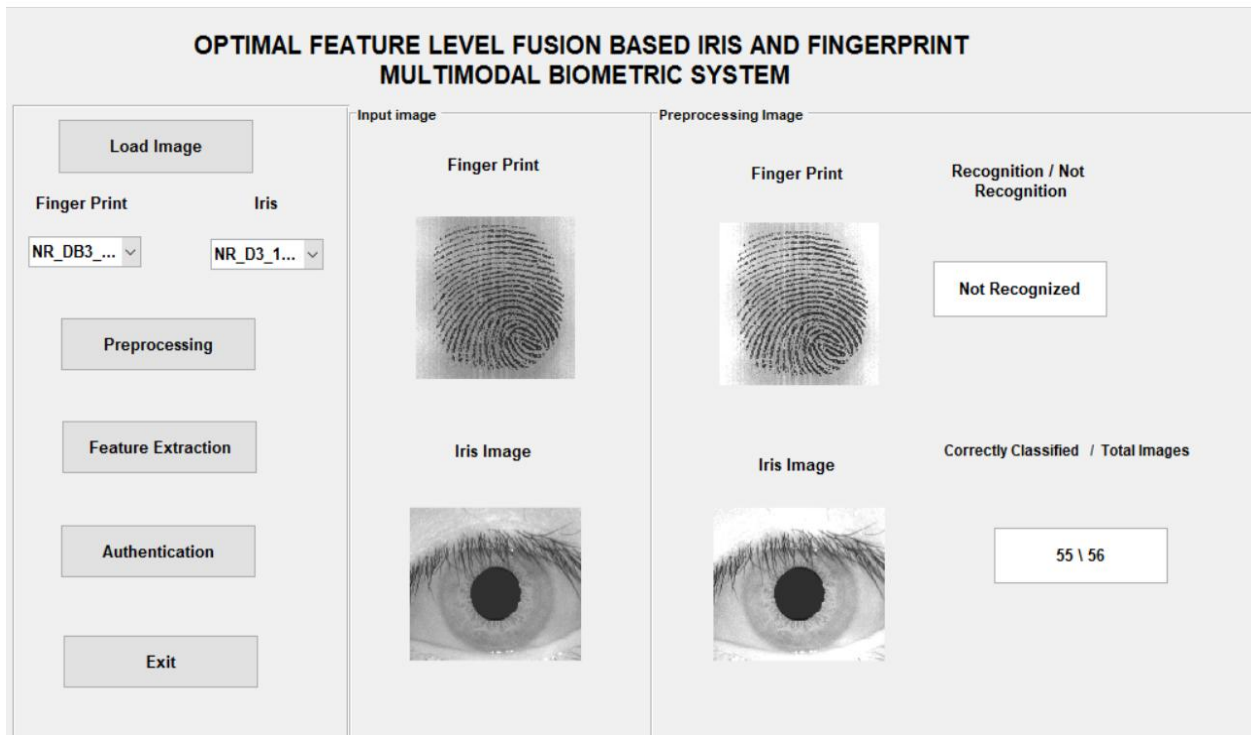 OPTIMAL FEATURE LEVEL FUSION BASED IRIS AND FINGERPRINT
MULTIMODAL BIOMETRIC SYSTEM
Load Image
Finger Print
Iris
NR_DB3_...
NR_D3_1...
Preprocessing
Feature Extraction
Authentication
Exit
Input image
Finger Print
Iris Image
Preprocessing Image
Finger Print
Iris Image
Recognition / Not
Recognition
Not Recognized
Correctly Classified / Total Images
55 \ 56